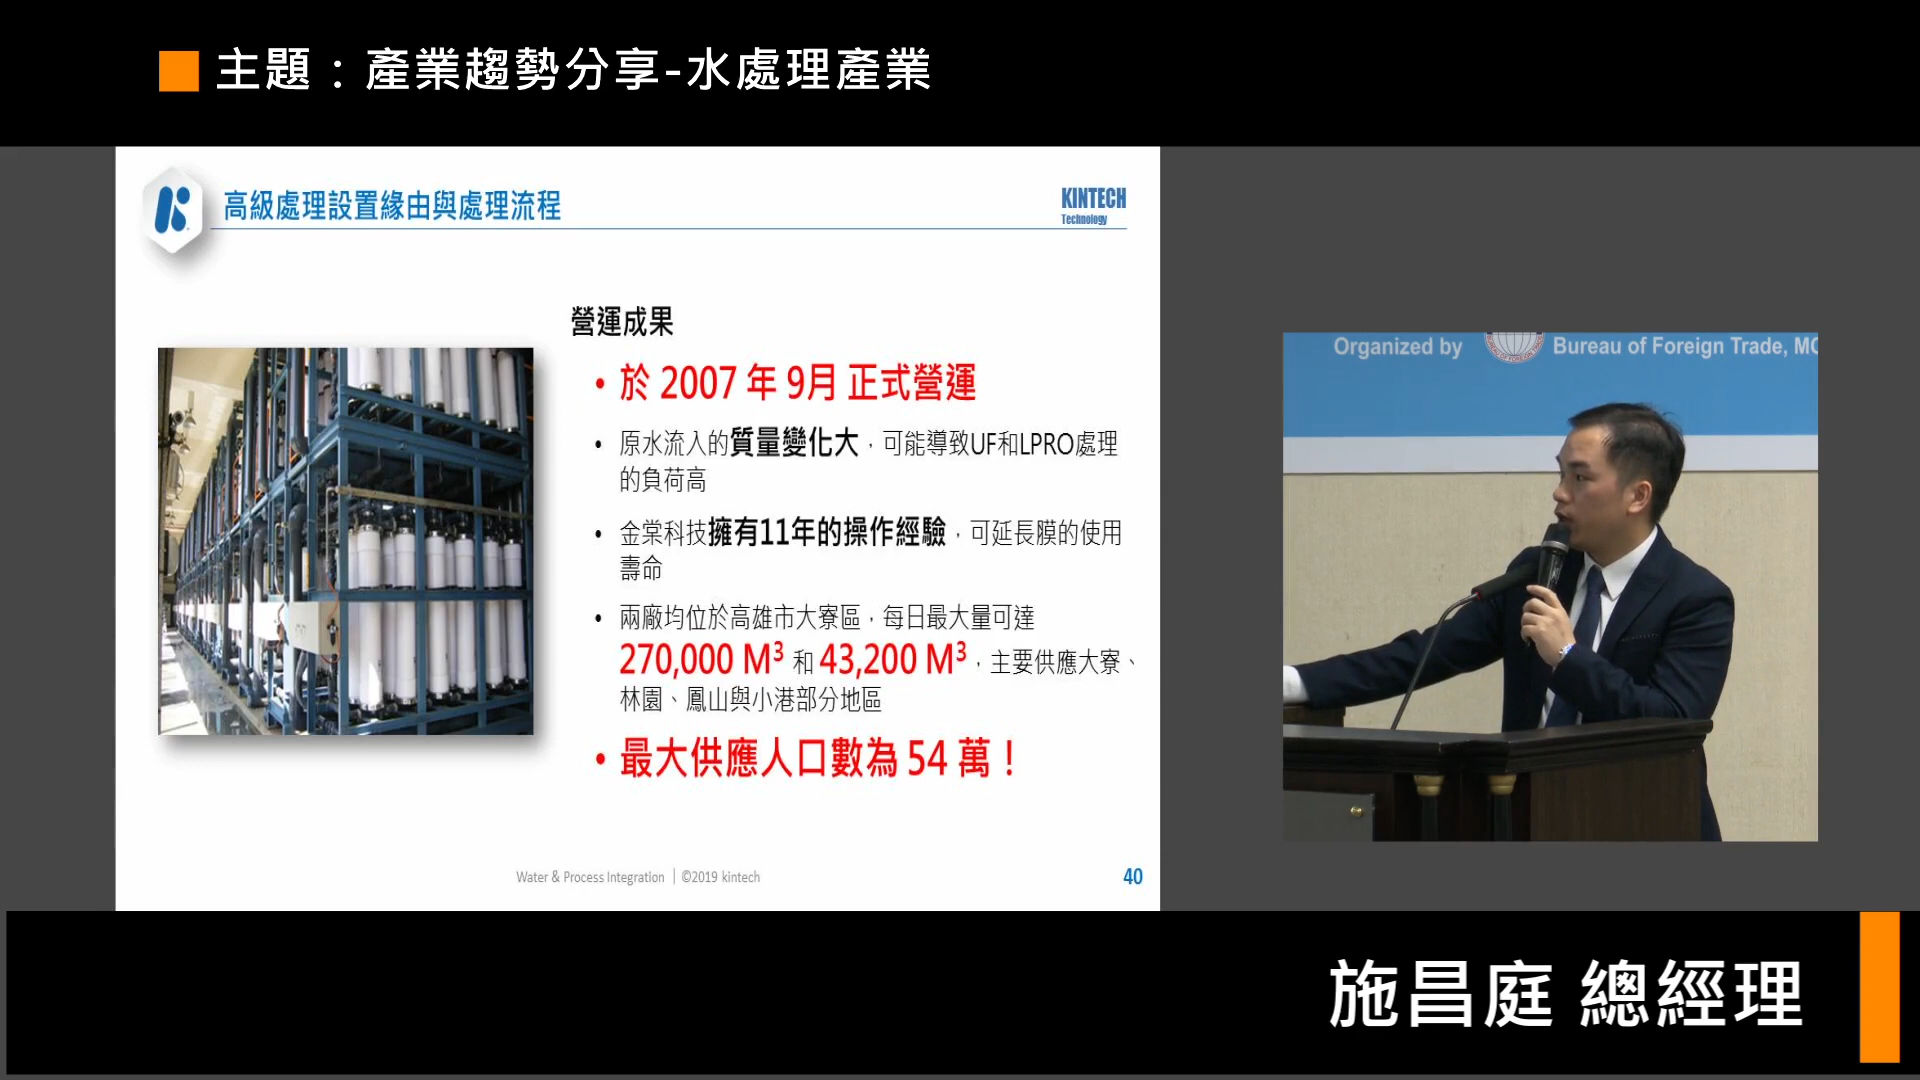 主題：產業趨勢分享-水處理產業
高級處理設置緣由與處理流程
KINTECH
Technology
營運成果
• 於 2007 年 9月 正式營運
• 原水流入的質量變化大，可能導致UF和LPRO處理
的負荷高
• 金棠科技擁有11年的操作經驗，可延長膜的使用
壽命
• 兩廠均位於高雄市大寮區，每日最大量可達
270,000 M³ 和 43,200 M³，主要供應大寮、
林園、鳳山與小港部分地區
• 最大供應人口數為 54 萬！
Water & Process Integration │ ©2019 kintech
40
Organized by
Bureau of Foreign Trade, MO
施昌庭 總經理